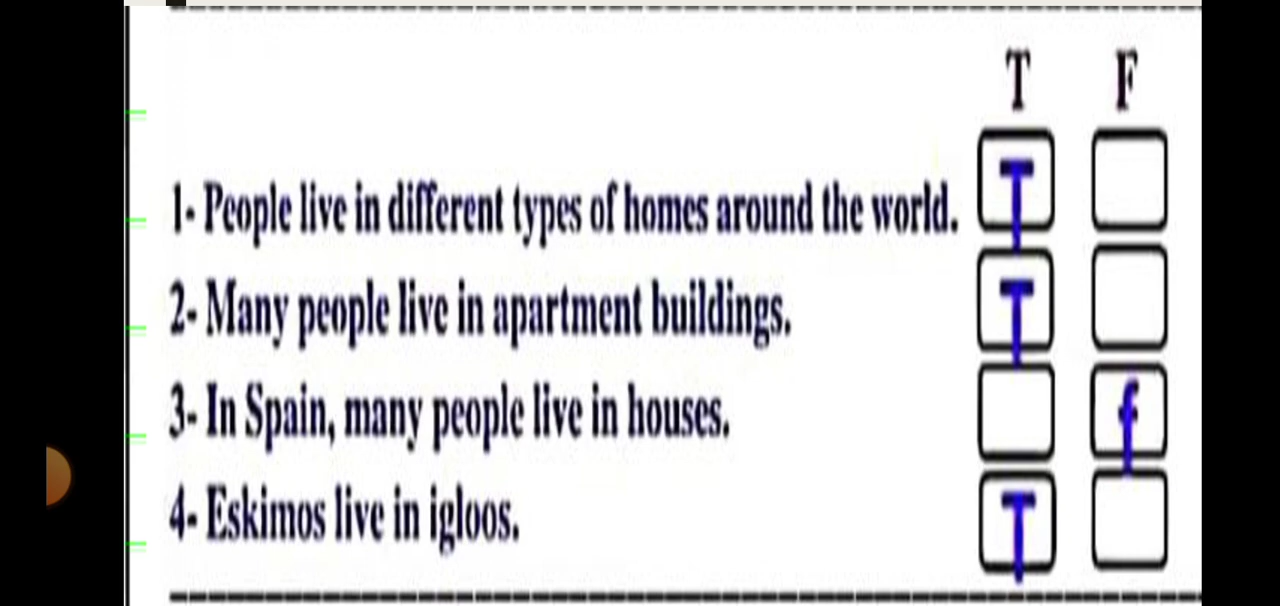 T F
1- People live in different types of homes around the world. T
2- Many people live in apartment buildings. T
3- In Spain, many people live in houses. f
4- Eskimos live in igloos. T